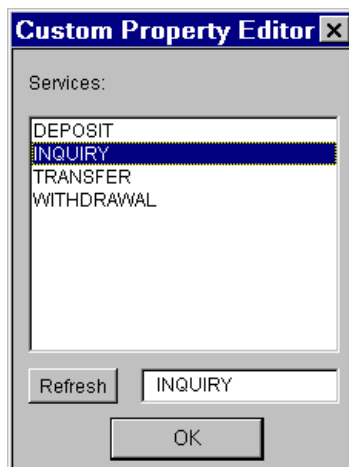 Custom Property Editor
Services:
DEPOSIT
INQUIRY
TRANSFER
WITHDRAWAL
Refresh INQUIRY
OK